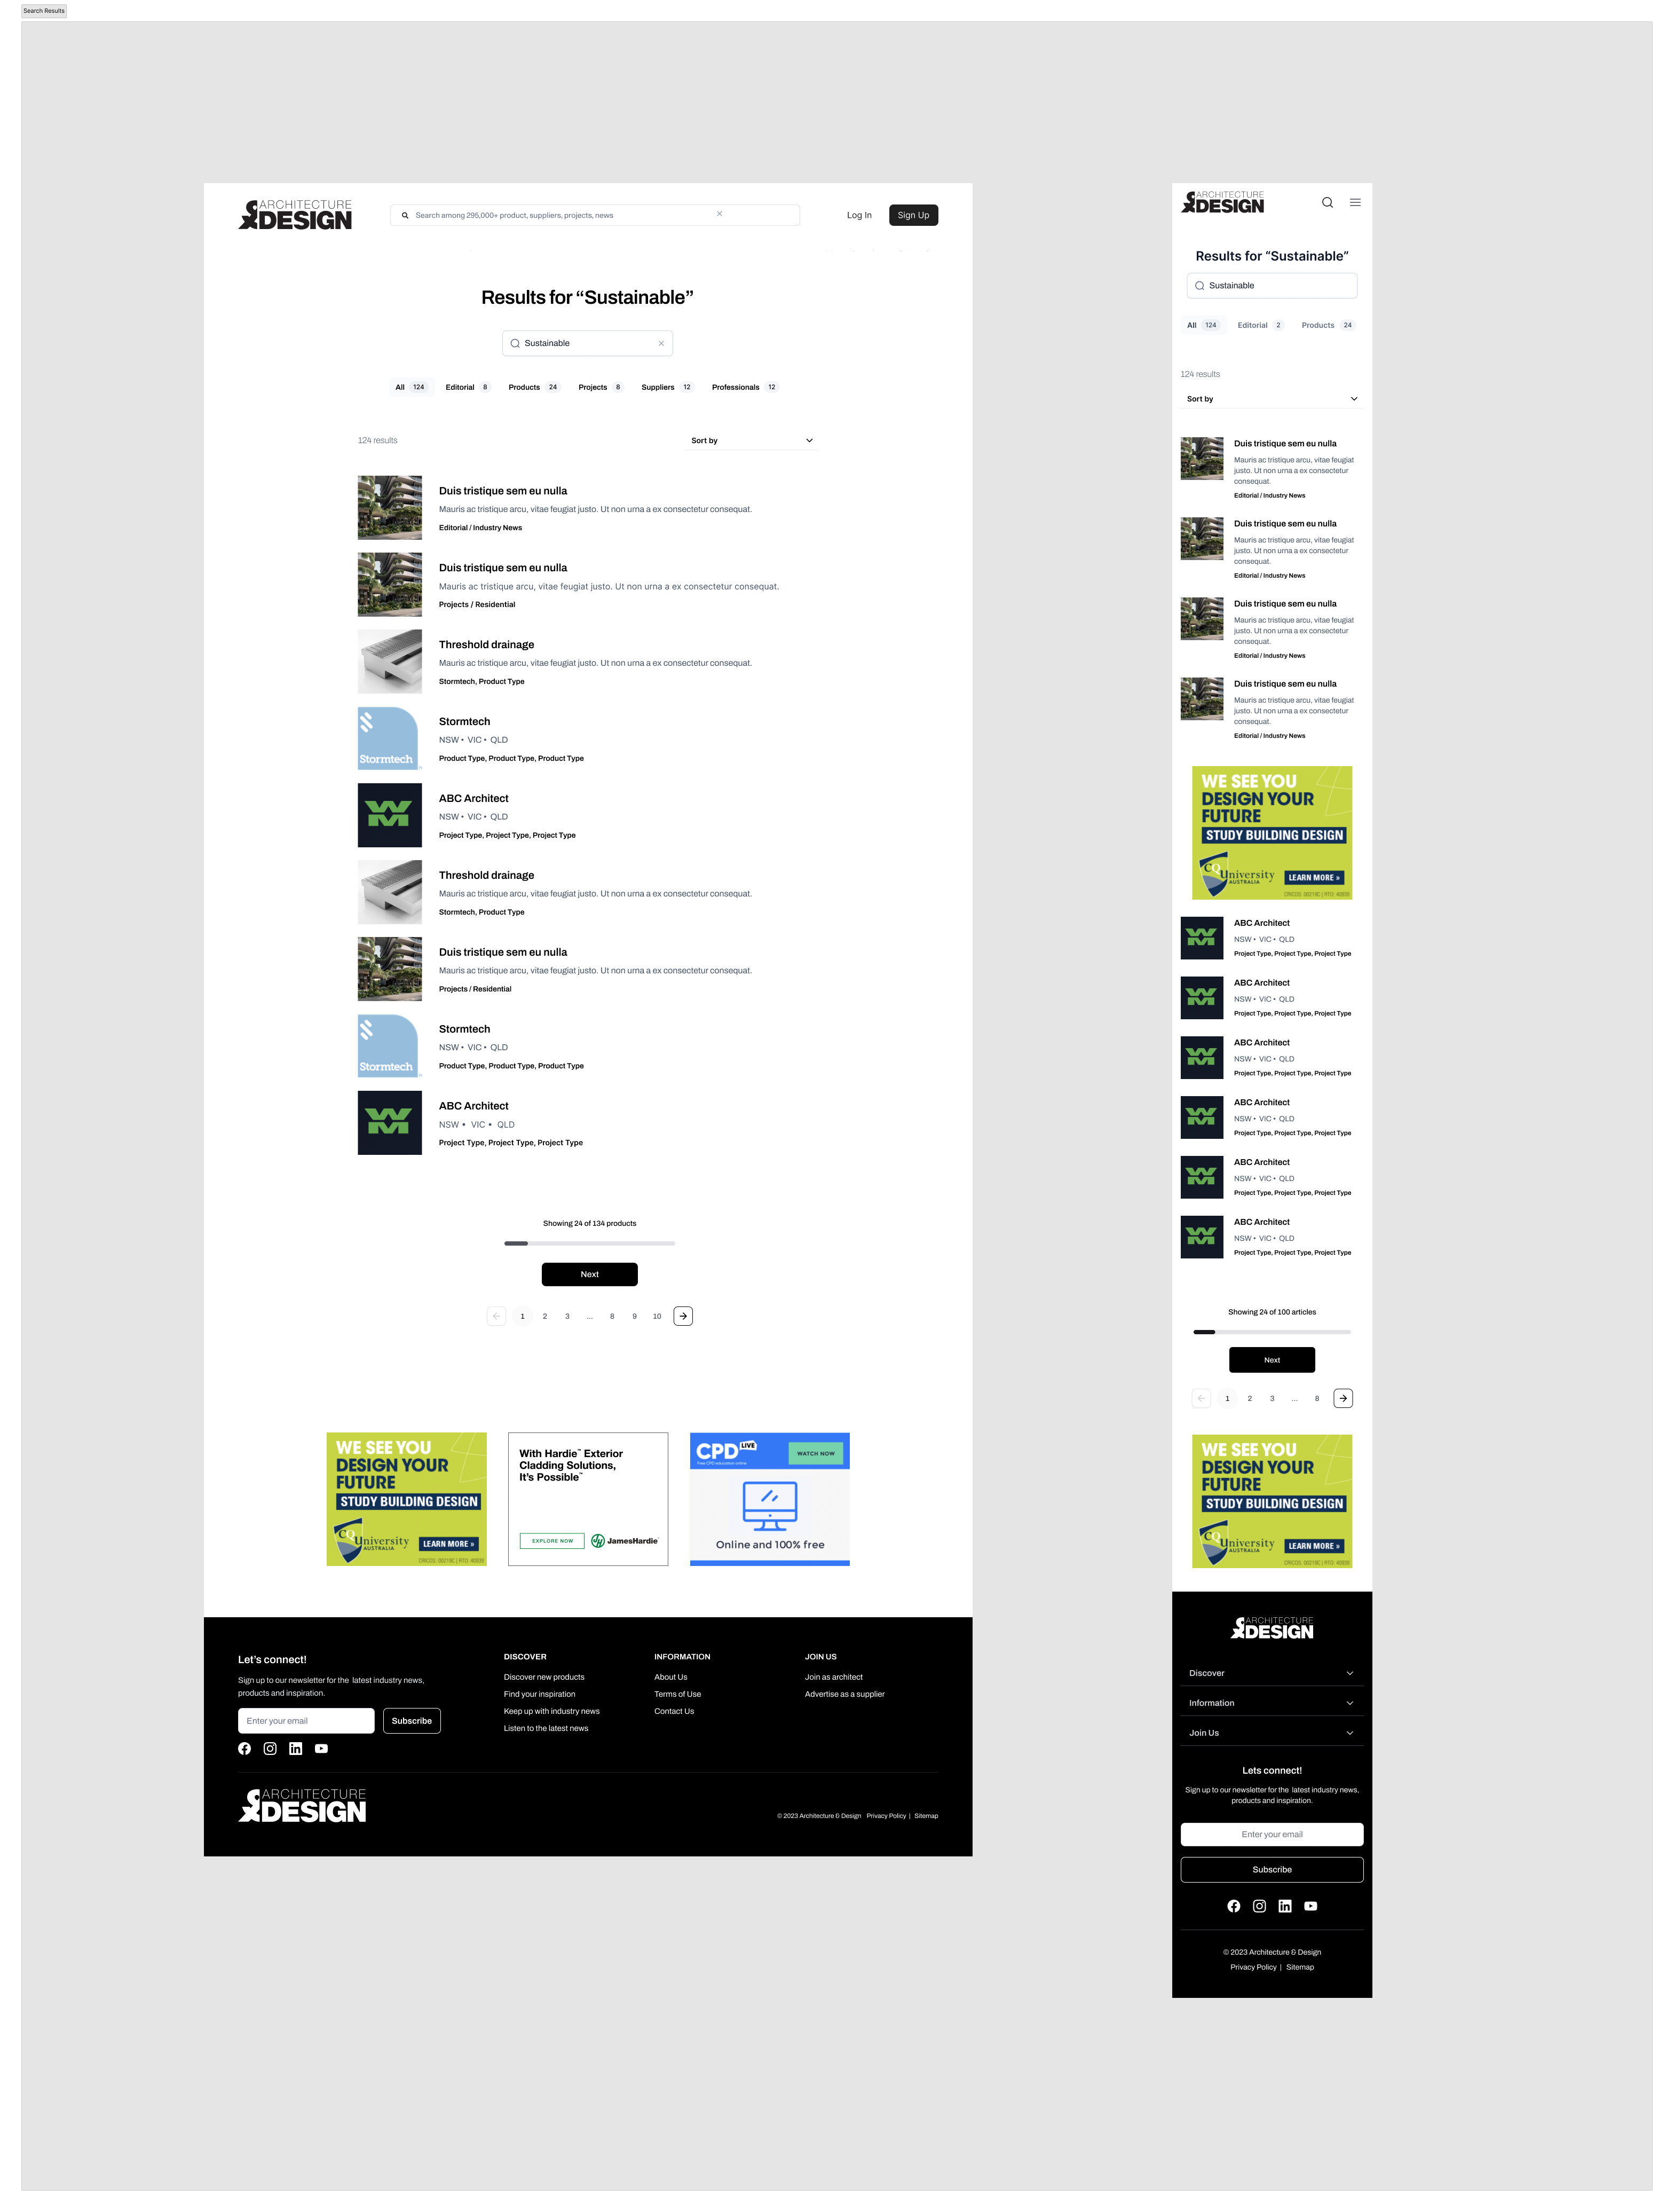 Search Results
ARCHITECTURE
&DESIGN
Search among 295,000+ product, suppliers, projects, news
Log In
Sign Up
Results for “Sustainable”
Sustainable
All 124 Editorial 8 Products 24 Projects 8 Suppliers 12 Professionals 12
124 results
Sort by
Duis tristique sem eu nulla
Mauris ac tristique arcu, vitae feugiat justo. Ut non urna a ex consectetur consequat.
Editorial / Industry News
Duis tristique sem eu nulla
Mauris ac tristique arcu, vitae feugiat justo. Ut non urna a ex consectetur consequat.
Projects / Residential
Threshold drainage
Mauris ac tristique arcu, vitae feugiat justo. Ut non urna a ex consectetur consequat.
Stormtech, Product Type
Stormtech
Stormtech
NSW • VIC • QLD
Product Type, Product Type, Product Type
ABC Architect
NSW • VIC • QLD
Project Type, Project Type, Project Type
Threshold drainage
Mauris ac tristique arcu, vitae feugiat justo. Ut non urna a ex consectetur consequat.
Stormtech, Product Type
Duis tristique sem eu nulla
Mauris ac tristique arcu, vitae feugiat justo. Ut non urna a ex consectetur consequat.
Projects / Residential
Stormtech
Stormtech
NSW • VIC • QLD
Product Type, Product Type, Product Type
ABC Architect
NSW • VIC • QLD
Project Type, Project Type, Project Type
Showing 24 of 134 products
Next
1 2 3 ... 8 9 10
WE SEE YOU
DESIGN YOUR
FUTURE
STUDY BUILDING DESIGN
CQUniversity
AUSTRALIA
LEARN MORE »
With Hardie™ Exterior
Cladding Solutions,
It’s Possible™
EXPLORE NOW
JamesHardie
CPD LIVE
Free CPD education online
WATCH NOW
Online and 100% free
Let’s connect!
Sign up to our newsletter for the latest industry news,
products and inspiration.
Enter your email
Subscribe
DISCOVER
Discover new products
Find your inspiration
Keep up with industry news
Listen to the latest news
INFORMATION
About Us
Terms of Use
Contact Us
JOIN US
Join as architect
Advertise as a supplier
ARCHITECTURE
&DESIGN
© 2023 Architecture & Design Privacy Policy | Sitemap
ARCHITECTURE
&DESIGN
Results for “Sustainable”
Sustainable
All 124 Editorial 2 Products 24
124 results
Sort by
Duis tristique sem eu nulla
Mauris ac tristique arcu, vitae feugiat
justo. Ut non urna a ex consectetur
consequat.
Editorial / Industry News
Duis tristique sem eu nulla
Mauris ac tristique arcu, vitae feugiat
justo. Ut non urna a ex consectetur
consequat.
Editorial / Industry News
Duis tristique sem eu nulla
Mauris ac tristique arcu, vitae feugiat
justo. Ut non urna a ex consectetur
consequat.
Editorial / Industry News
Duis tristique sem eu nulla
Mauris ac tristique arcu, vitae feugiat
justo. Ut non urna a ex consectetur
consequat.
Editorial / Industry News
WE SEE YOU
DESIGN YOUR
FUTURE
STUDY BUILDING DESIGN
CQUniversity
AUSTRALIA
LEARN MORE »
ABC Architect
NSW • VIC • QLD
Project Type, Project Type, Project Type
ABC Architect
NSW • VIC • QLD
Project Type, Project Type, Project Type
ABC Architect
NSW • VIC • QLD
Project Type, Project Type, Project Type
ABC Architect
NSW • VIC • QLD
Project Type, Project Type, Project Type
ABC Architect
NSW • VIC • QLD
Project Type, Project Type, Project Type
ABC Architect
NSW • VIC • QLD
Project Type, Project Type, Project Type
Showing 24 of 100 articles
Next
1 2 3 ... 8
WE SEE YOU
DESIGN YOUR
FUTURE
STUDY BUILDING DESIGN
CQUniversity
AUSTRALIA
LEARN MORE »
ARCHITECTURE
&DESIGN
Discover
Information
Join Us
Lets connect!
Sign up to our newsletter for the latest industry news,
products and inspiration.
Enter your email
Subscribe
© 2023 Architecture & Design
Privacy Policy | Sitemap